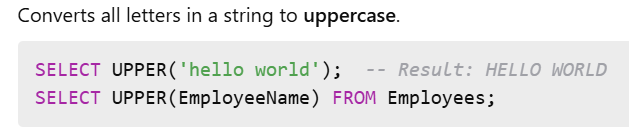 Converts all letters in a string to uppercase.
SELECT UPPER('hello world');  -- Result: HELLO WORLD
SELECT UPPER(EmployeeName) FROM Employees;